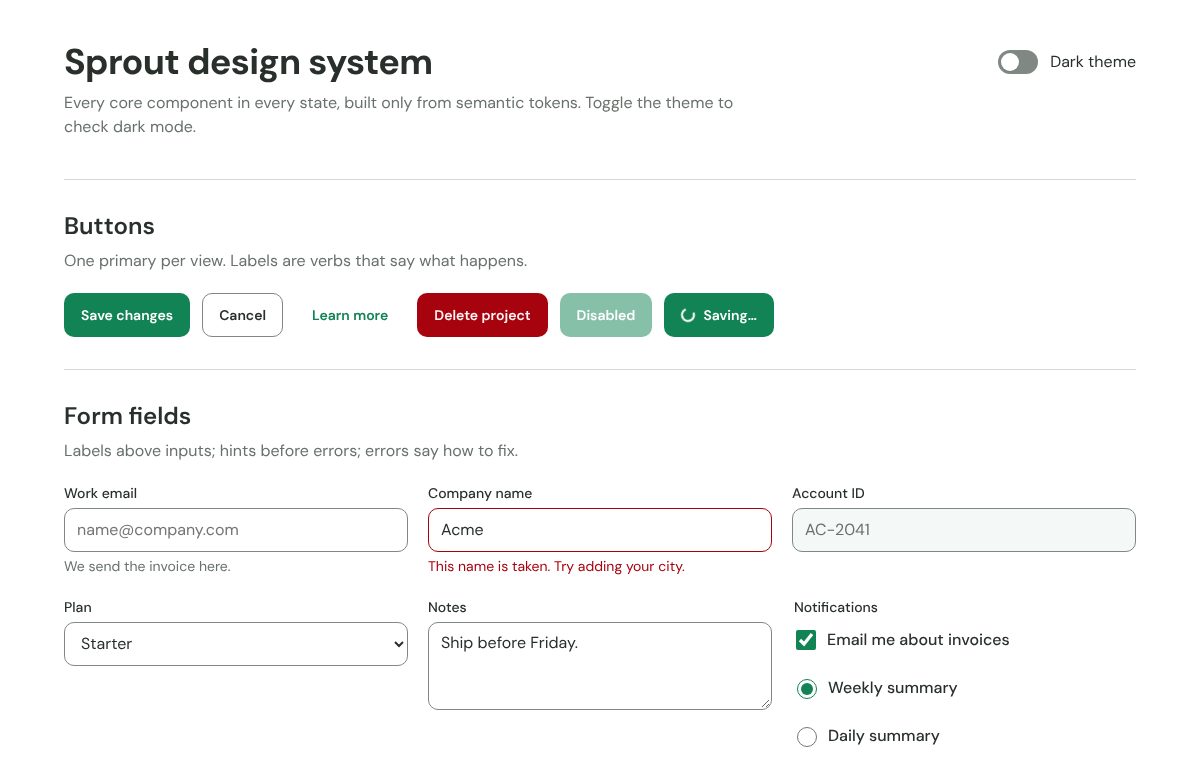 Sprout design system
Dark theme
Every core component in every state, built only from semantic tokens. Toggle the theme to
check dark mode.
Buttons
One primary per view. Labels are verbs that say what happens.
Save changes
Cancel
Learn more
Delete project
Disabled
Saving…
Form fields
Labels above inputs; hints before errors; errors say how to fix.
Work email
Company name
Account ID
name@company.com
Acme
AC-2041
We send the invoice here.
This name is taken. Try adding your city.
Plan
Notes
Notifications
Starter
Ship before Friday.
Email me about invoices
Weekly summary
Daily summary